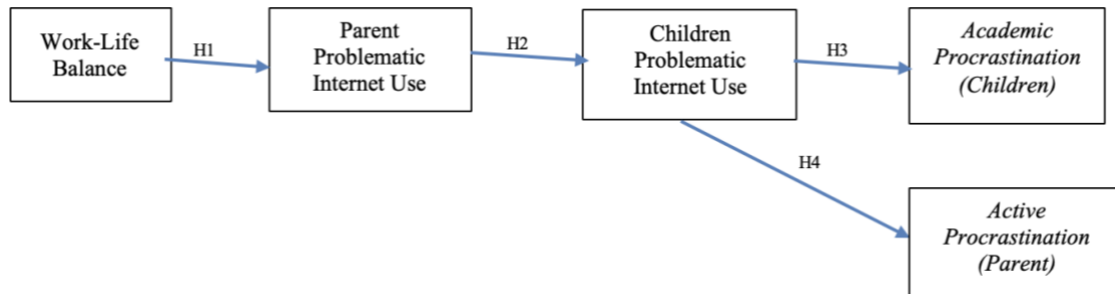 Work-Life
Balance
H1
Parent
Problematic
Internet Use
H2
Children
Problematic
Internet Use
H3
Academic
Procrastination
(Children)
H4
Active
Procrastination
(Parent)